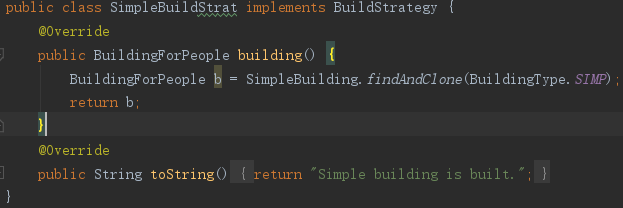 public class SimpleBuildStrat implements BuildStrategy {
@Override
public BuildingForPeople building() {
BuildingForPeople b = SimpleBuilding.findAndClone(BuildingType.SIMP);
return b;
}
@Override
public String toString() { return "Simple building is built."; }
}